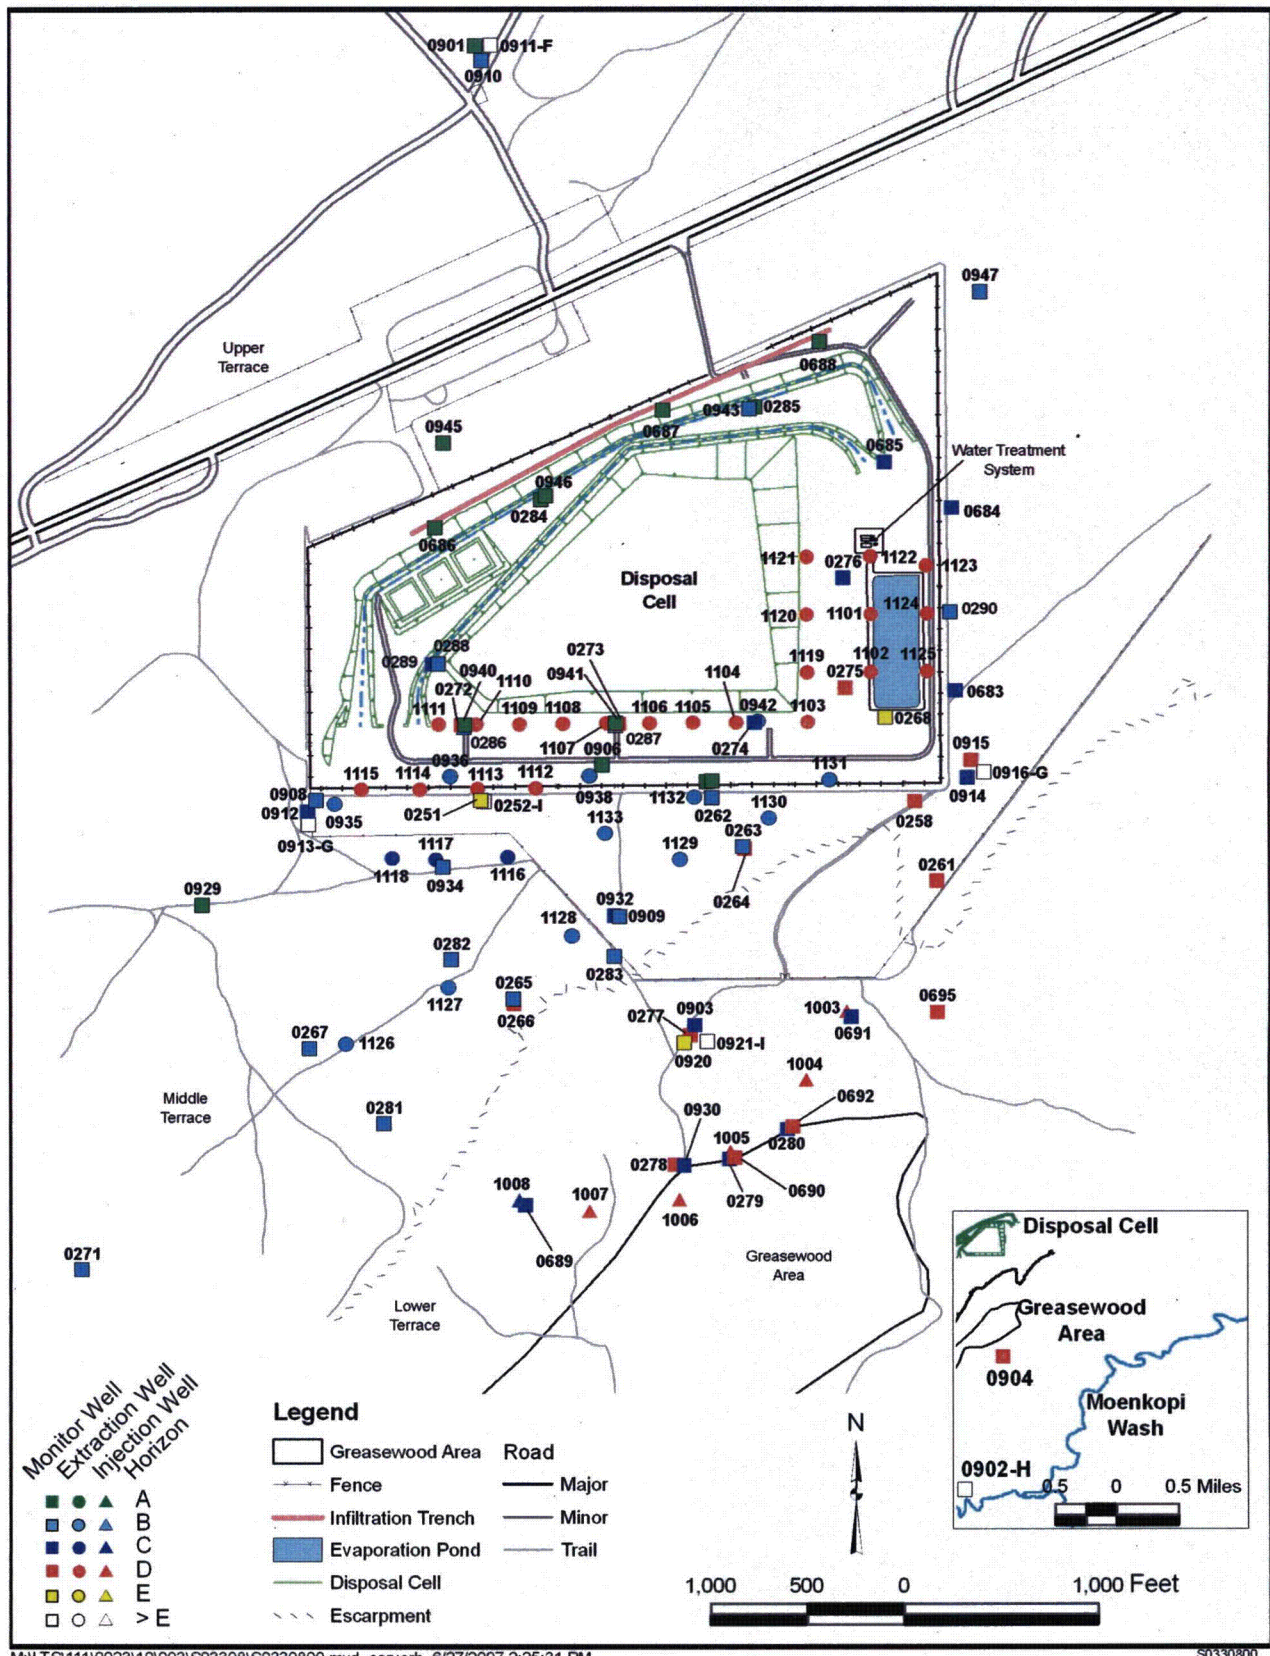 0901
0911-F
0910
0947
Upper
Terrace
0688
0943
0285
0687
0945
0685
Water Treatment
System
0946
0284
0684
0686
1121
1122
0276
1123
Disposal
Cell
1120
1101
1124
0290
0273
0288
0289
0940
0941
1119
1102
1125
0272
1110
1104
0275
0683
1111
1109
1108
1106
1105
0942
1103
0268
0286
1107
0906
0287
0274
0915
0936
0916-G
1115
1114
1113
1112
1131
0908
0914
0912
0935
0251
0252-I
0938
1132
0262
1130
0258
0913-G
1133
0263
1117
1129
0261
1118
0934
1116
0264
0929
0932
0909
1128
0282
0283
1127
0265
0695
0266
0903
1003
0277
0691
0267
1126
0921-I
0920
1004
Middle
Terrace
0281
0692
0930
1005
0280
0278
0279
0690
1008
1007
1006
0689
0271
Greasewood
Area
Lower
Terrace
Disposal Cell
Greasewood
Area
0904
Moenkopi
Wash
0902-H
0.5 0 0.5 Miles
Monitor Well
Extraction Well
Injection Well
Horizon
A
B
C
D
E
> E
Legend
Greasewood Area
Fence
Infiltration Trench
Evaporation Pond
Disposal Cell
Escarpment
Road
Major
Minor
Trail
N
1,000 500 0 1,000 Feet
S0330800